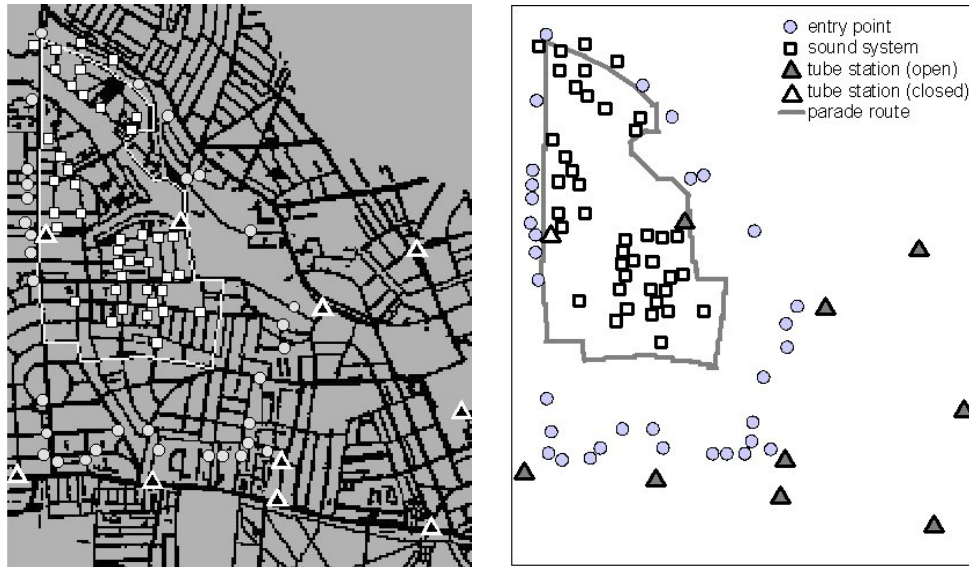 entry point
sound system
tube station (open)
tube station (closed)
parade route